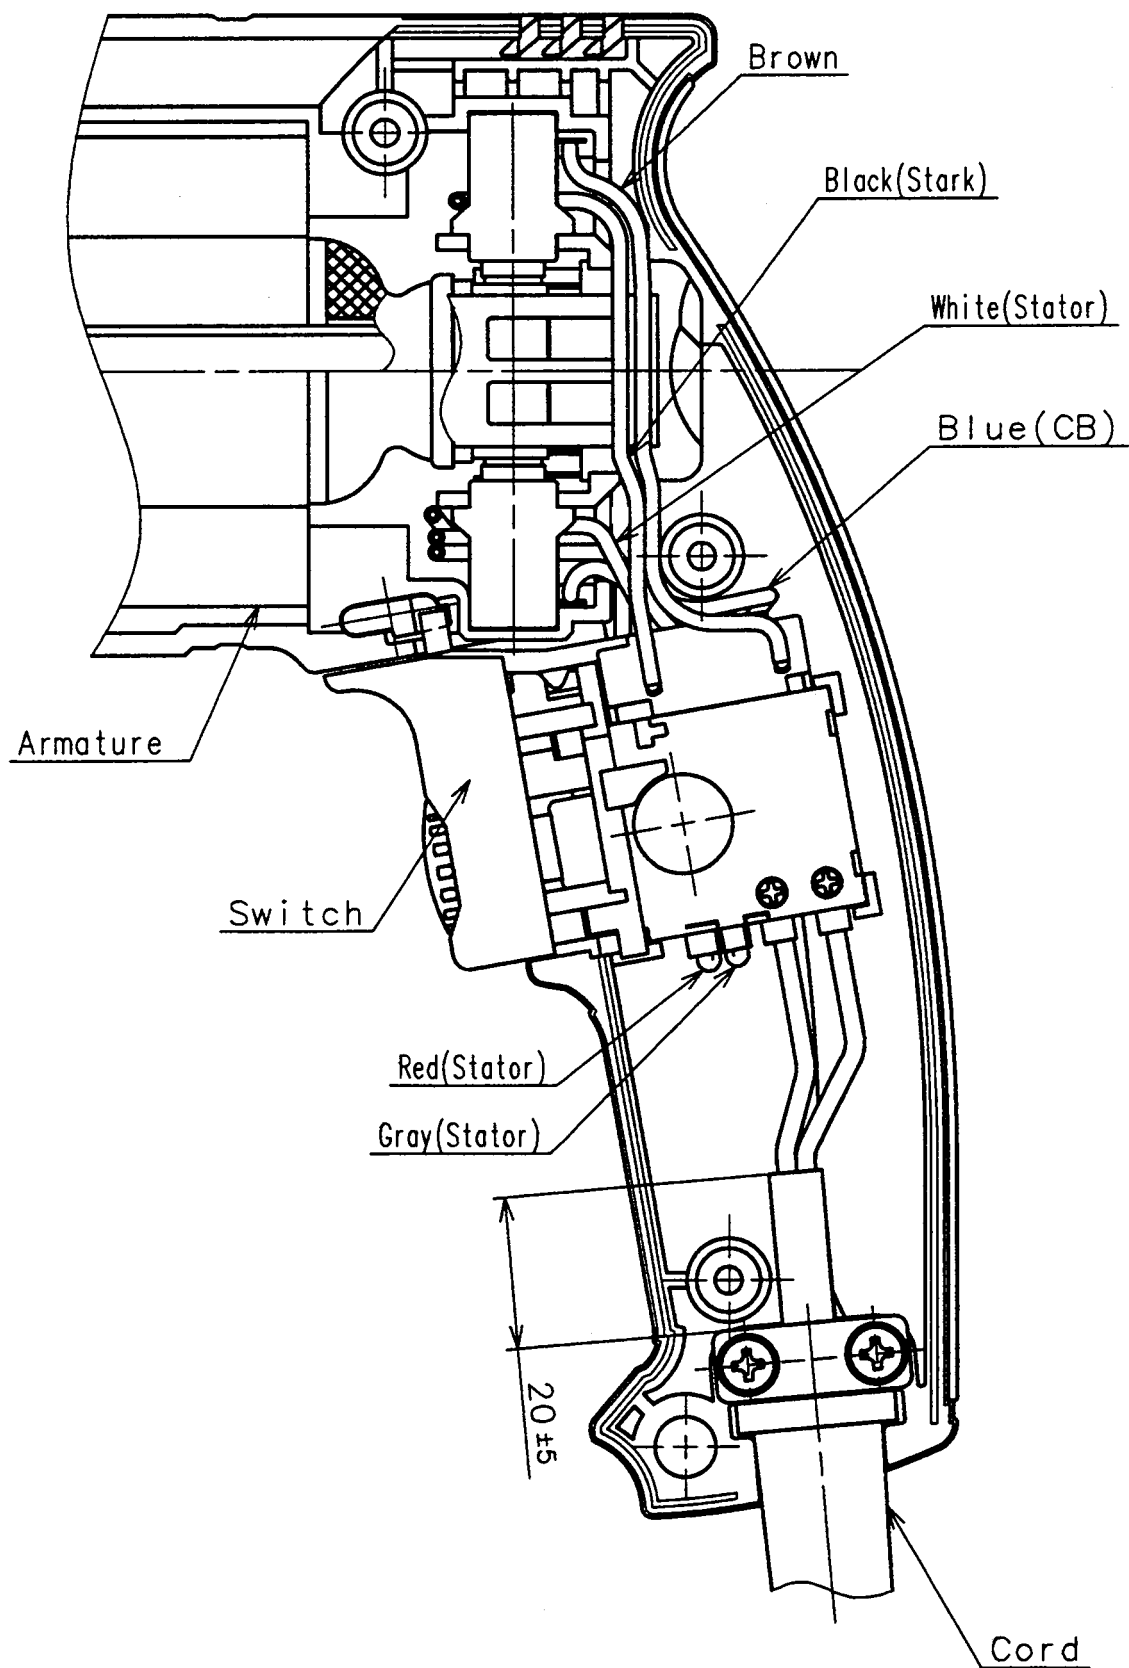 Brown
Black(Stark)
White(Stator)
Blue(CB)
Armature
Switch
Red(Stator)
Gray(Stator)
20±5
Cord